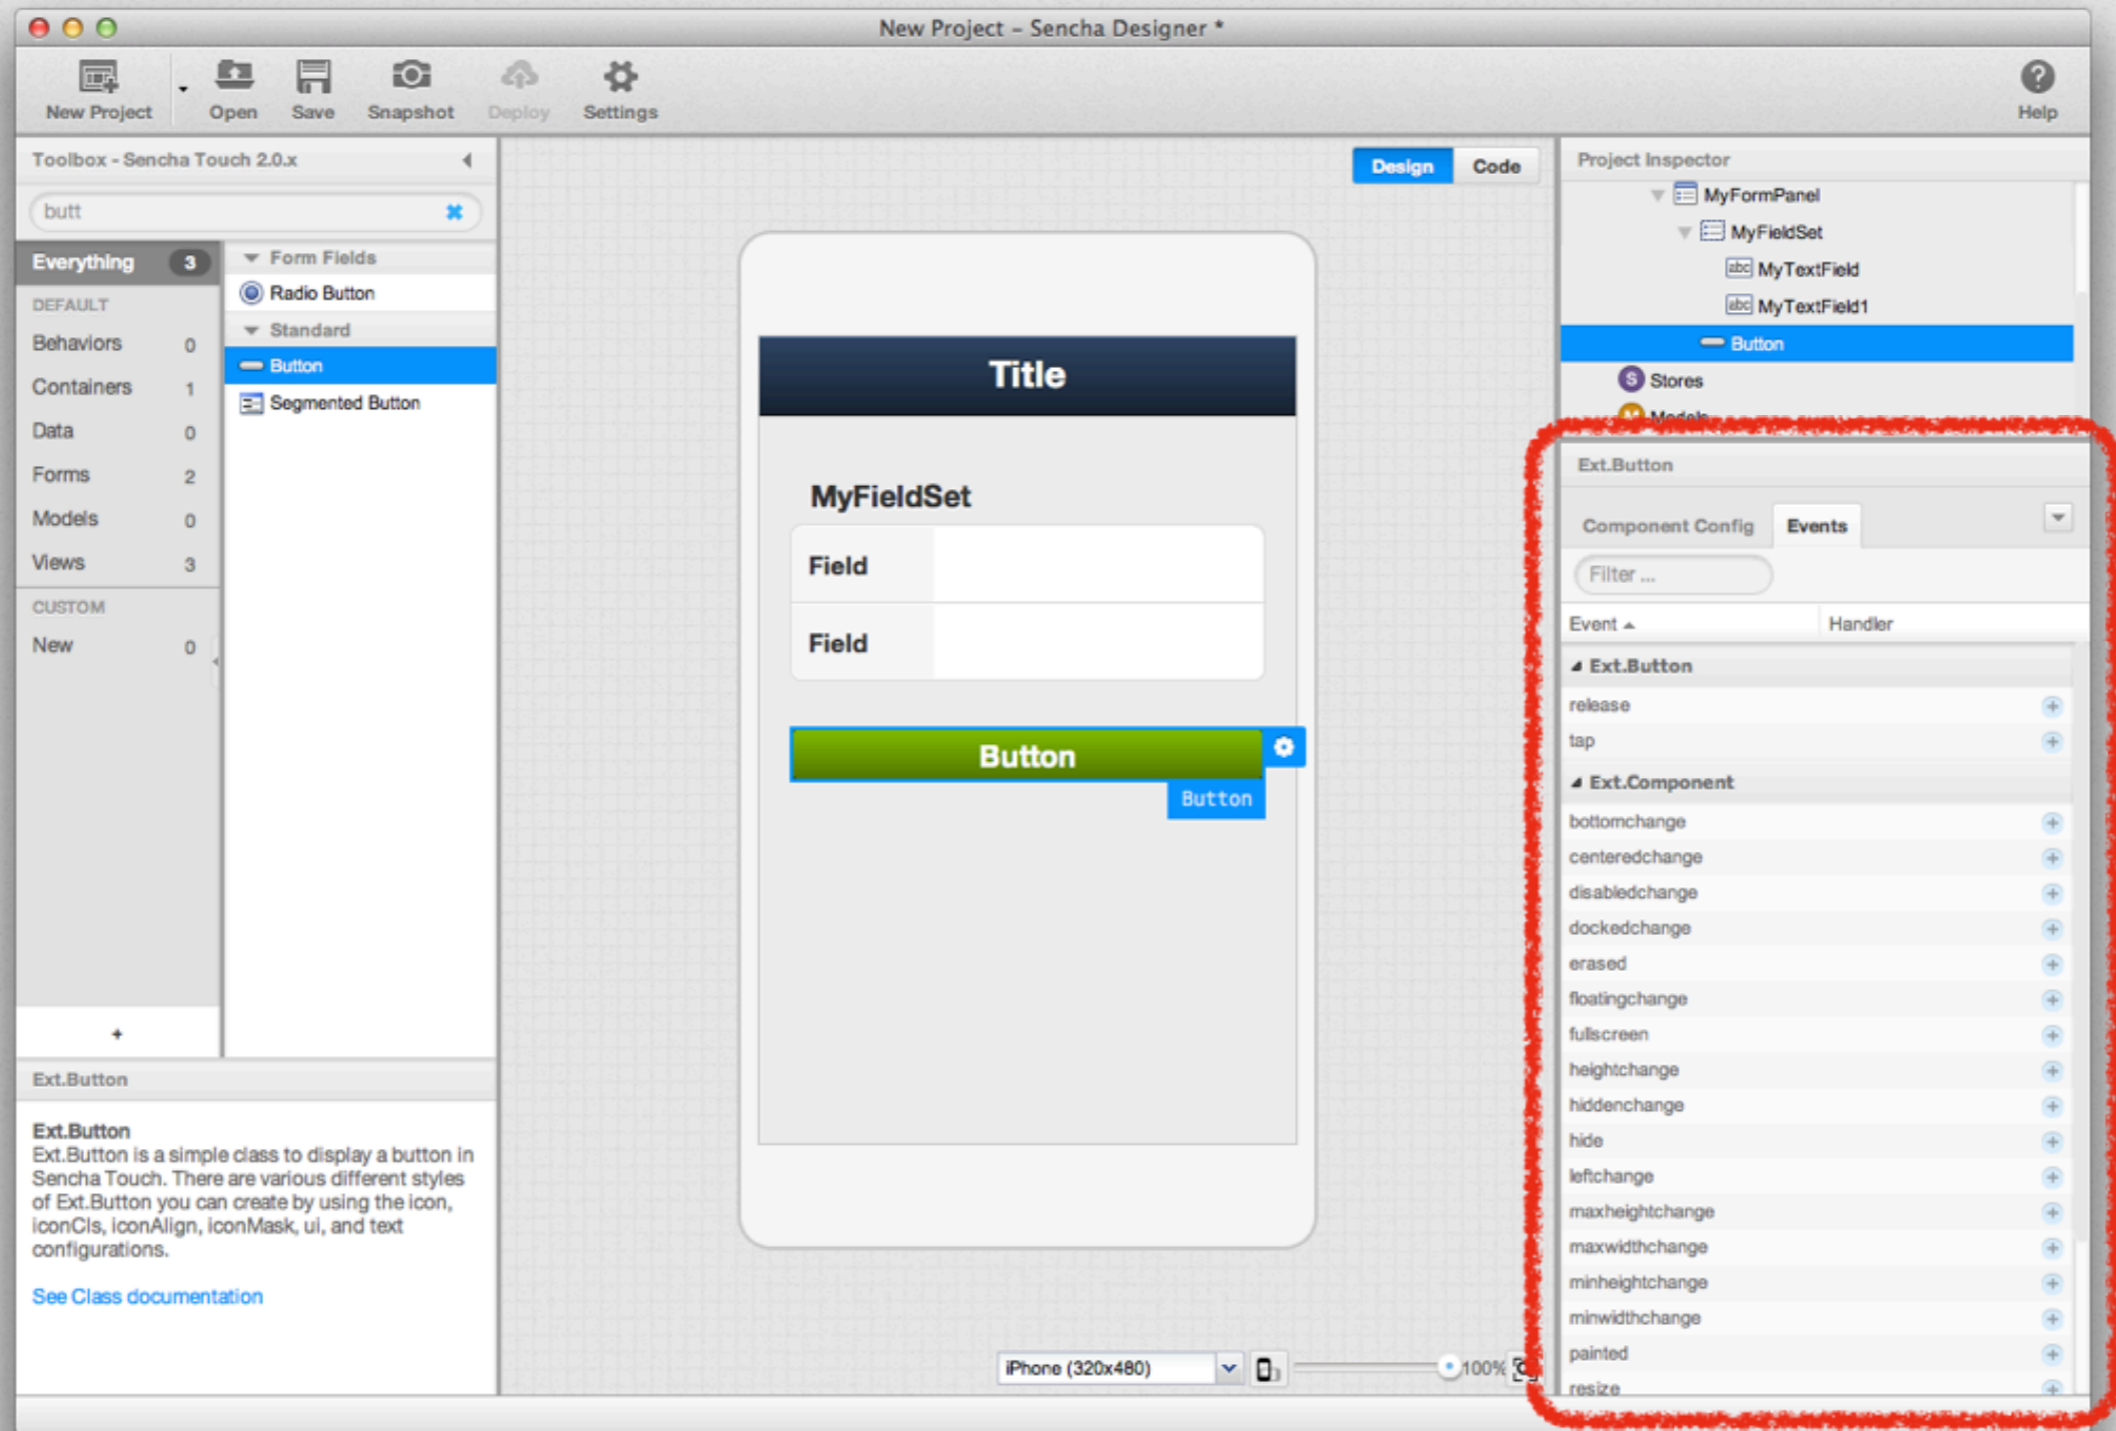 New Project – Sencha Designer *
New Project
Open
Save
Snapshot
Deploy
Settings
Help
Toolbox - Sencha Touch 2.0.x
butt
Everything 3
DEFAULT
Behaviors 0
Containers 1
Data 0
Forms 2
Models 0
Views 3
CUSTOM
New 0
+
Form Fields
Radio Button
Standard
Button
Segmented Button
Ext.Button
Ext.Button
Ext.Button is a simple class to display a button in
Sencha Touch. There are various different styles
of Ext.Button you can create by using the icon,
iconCls, iconAlign, iconMask, ui, and text
configurations.
See Class documentation
Design Code
Title
MyFieldSet
Field
Field
Button
Button
iPhone (320x480)
100%
Project Inspector
MyFormPanel
MyFieldSet
abc MyTextField
abc MyTextField1
Button
S Stores
Models
Ext.Button
Component Config Events
Filter ...
Event Handler
Ext.Button
release
tap
Ext.Component
bottomchange
centeredchange
disabledchange
dockedchange
erased
floatingchange
fullscreen
heightchange
hiddenchange
hide
leftchange
maxheightchange
maxwidthchange
minheightchange
minwidthchange
painted
resize